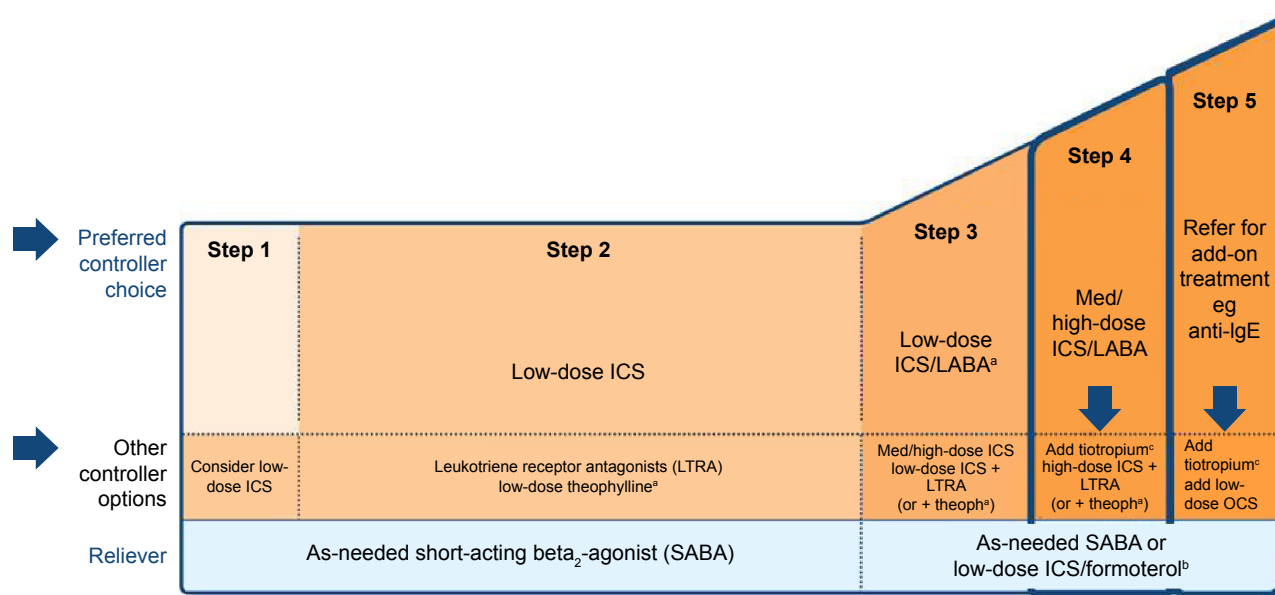 Step 5
Step 4
Step 3
Step 1
Step 2
Preferred
controller
choice
Low-dose ICS
Low-dose
ICS/LABAᵃ
Med/
high-dose
ICS/LABA
Refer for
add-on
treatment
eg
anti-IgE
Other
controller
options
Consider low-
dose ICS
Leukotriene receptor antagonists (LTRA)
low-dose theophyllineᵃ
Med/high-dose ICS
low-dose ICS +
LTRA
(or + theophᵃ)
Add tiotropiumᶜ
high-dose ICS +
LTRA
(or + theophᵃ)
Add
tiotropiumᶜ
add low-
dose OCS
Reliever
As-needed short-acting beta₂-agonist (SABA)
As-needed SABA or
low-dose ICS/formoterolᵇ